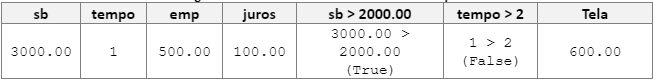 sb tempo emp juros sb > 2000.00 tempo > 2 Tela
3000.00 1 500.00 100.00 3000.00 > 2000.00 (True) 1 > 2 (False) 600.00